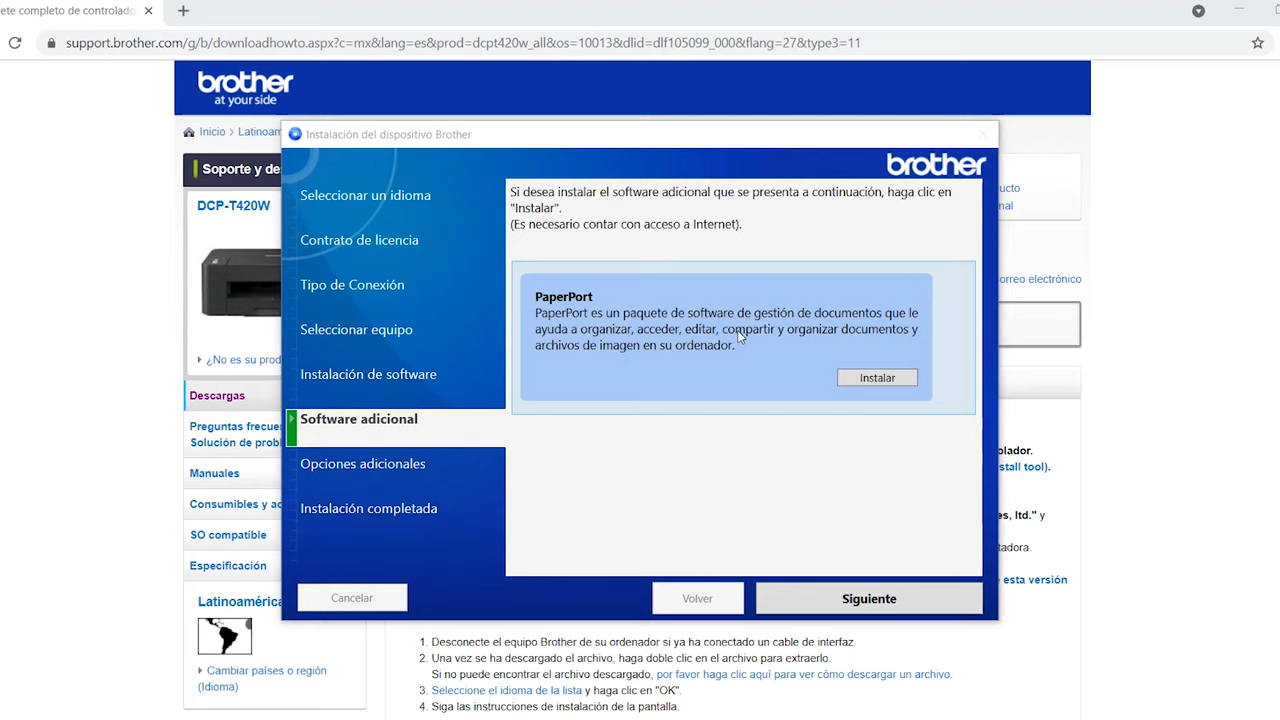 ete completo de controlado
support.brother.com/g/b/downloadhowto.aspx?c=mx&lang=es&prod=dcpt420w_all&os=10013&dlid=dlf105099_000&flang=27&type3=11
brother
at your side
Inicio > Latinoam
Instalación del dispositivo Brother
brother
Soporte y de
DCP-T420W
¿No es su prod
Descargas
Preguntas frecuen
Solución de probl
Manuales
Consumibles y ac
SO compatible
Especificación
Latinoamérica
Cambiar países o región
(Idioma)
Seleccionar un idioma
Contrato de licencia
Tipo de Conexión
Seleccionar equipo
Instalación de software
Software adicional
Opciones adicionales
Instalación completada
Si desea instalar el software adicional que se presenta a continuación, haga clic en
"Instalar".
(Es necesario contar con acceso a Internet).
PaperPort
PaperPort es un paquete de software de gestión de documentos que le
ayuda a organizar, acceder, editar, compartir y organizar documentos y
archivos de imagen en su ordenador.
Instalar
Cancelar
Volver
Siguiente
ucto
nal
orreo electrónico
olador.
stall tool).
es, ltd." y
tadora.
e esta versión
1. Desconecte el equipo Brother de su ordenador si ya ha conectado un cable de interfaz.
2. Una vez se ha descargado el archivo, haga doble clic en el archivo para extraerlo.
Si no puede encontrar el archivo descargado, por favor haga clic aquí para ver cómo descargar un archivo.
3. Seleccione el idioma de la lista y haga clic en "OK".
4. Siga las instrucciones de instalación de la pantalla.